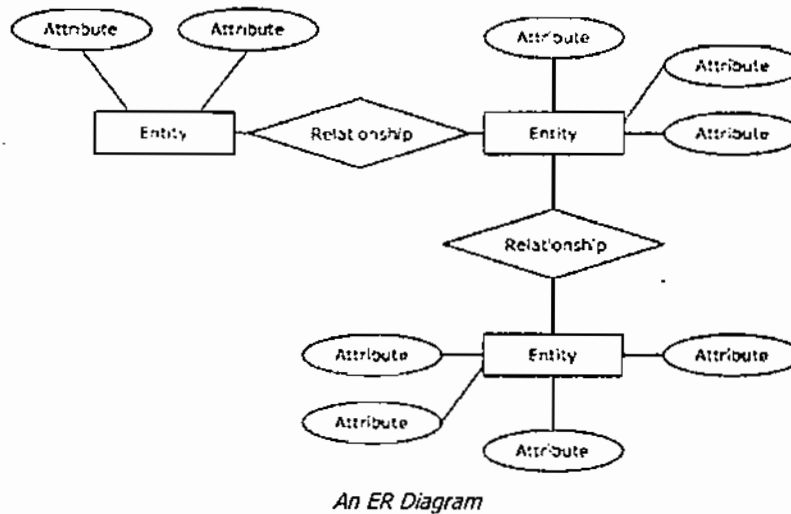 Attribute
Attribute
Attribute
Attribute
Entity
Relationship
Entity
Attribute
Relationship
Attribute
Entity
Attribute
Attribute
Attribute
An ER Diagram